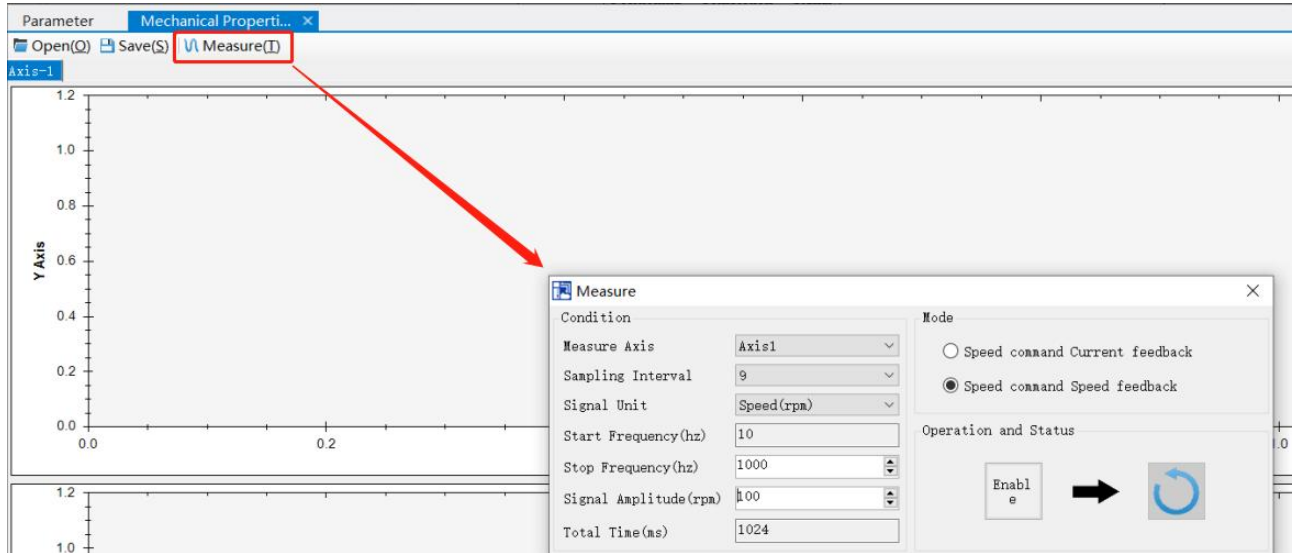 Parameter Mechanical Properti... ×
Open(O) Save(S) Measure(T)
Axis-1
1.2
1.0
0.8
0.6
0.4
0.2
0.0
Y Axis
0.0 0.2 1.0
1.2
1.0
Measure
Condition
Measure Axis Axis1
Sampling Interval 9
Signal Unit Speed(rpm)
Start Frequency(hz) 10
Stop Frequency(hz) 1000
Signal Amplitude(rpm) 100
Total Time(ms) 1024
Mode
Speed command Current feedback
Speed command Speed feedback
Operation and Status
Enabl
e